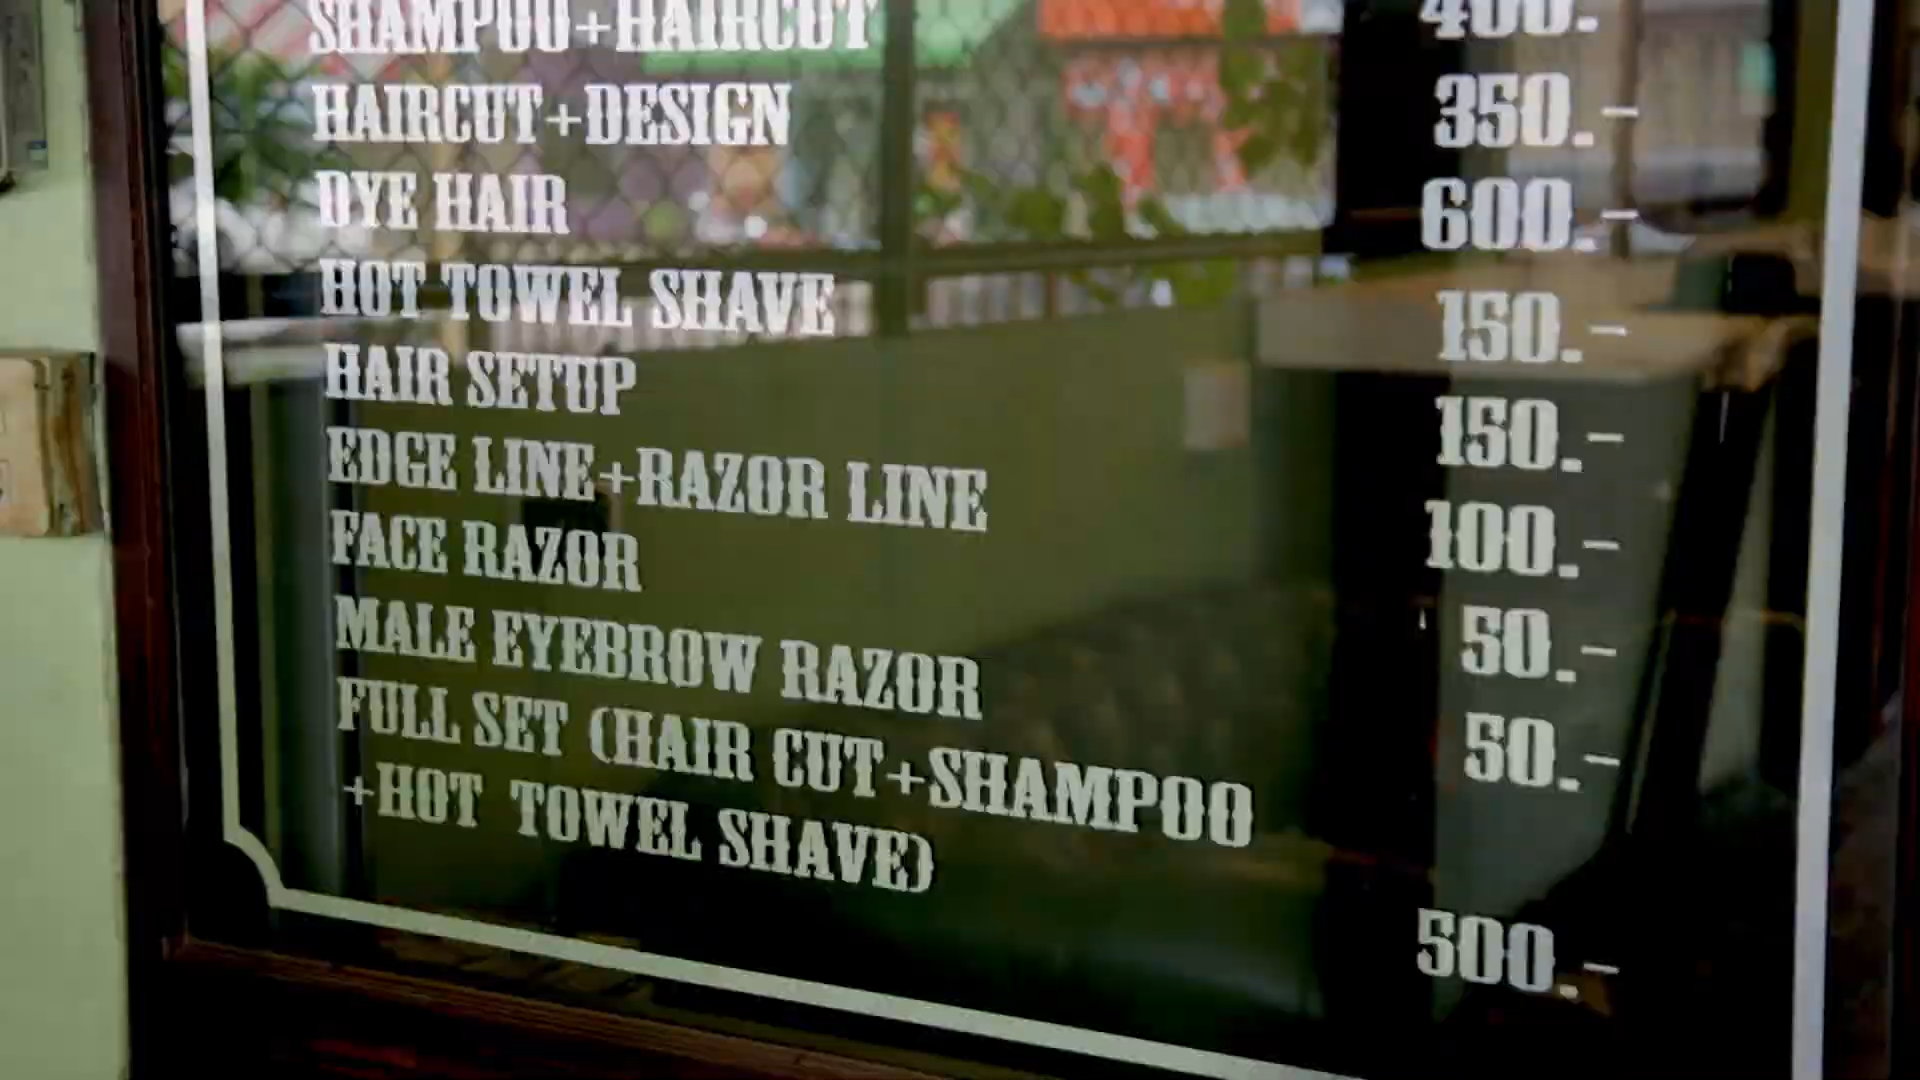 SHAMPOO+HAIRCUT 400.-
HAIRCUT+DESIGN 350.-
DYE HAIR 600.-
HOT TOWEL SHAVE 150.-
HAIR SETUP 150.-
EDGE LINE+RAZOR LINE 100.-
FACE RAZOR 50.-
MALE EYEBROW RAZOR 50.-
FULL SET (HAIR CUT+SHAMPOO
+HOT TOWEL SHAVE) 500.-